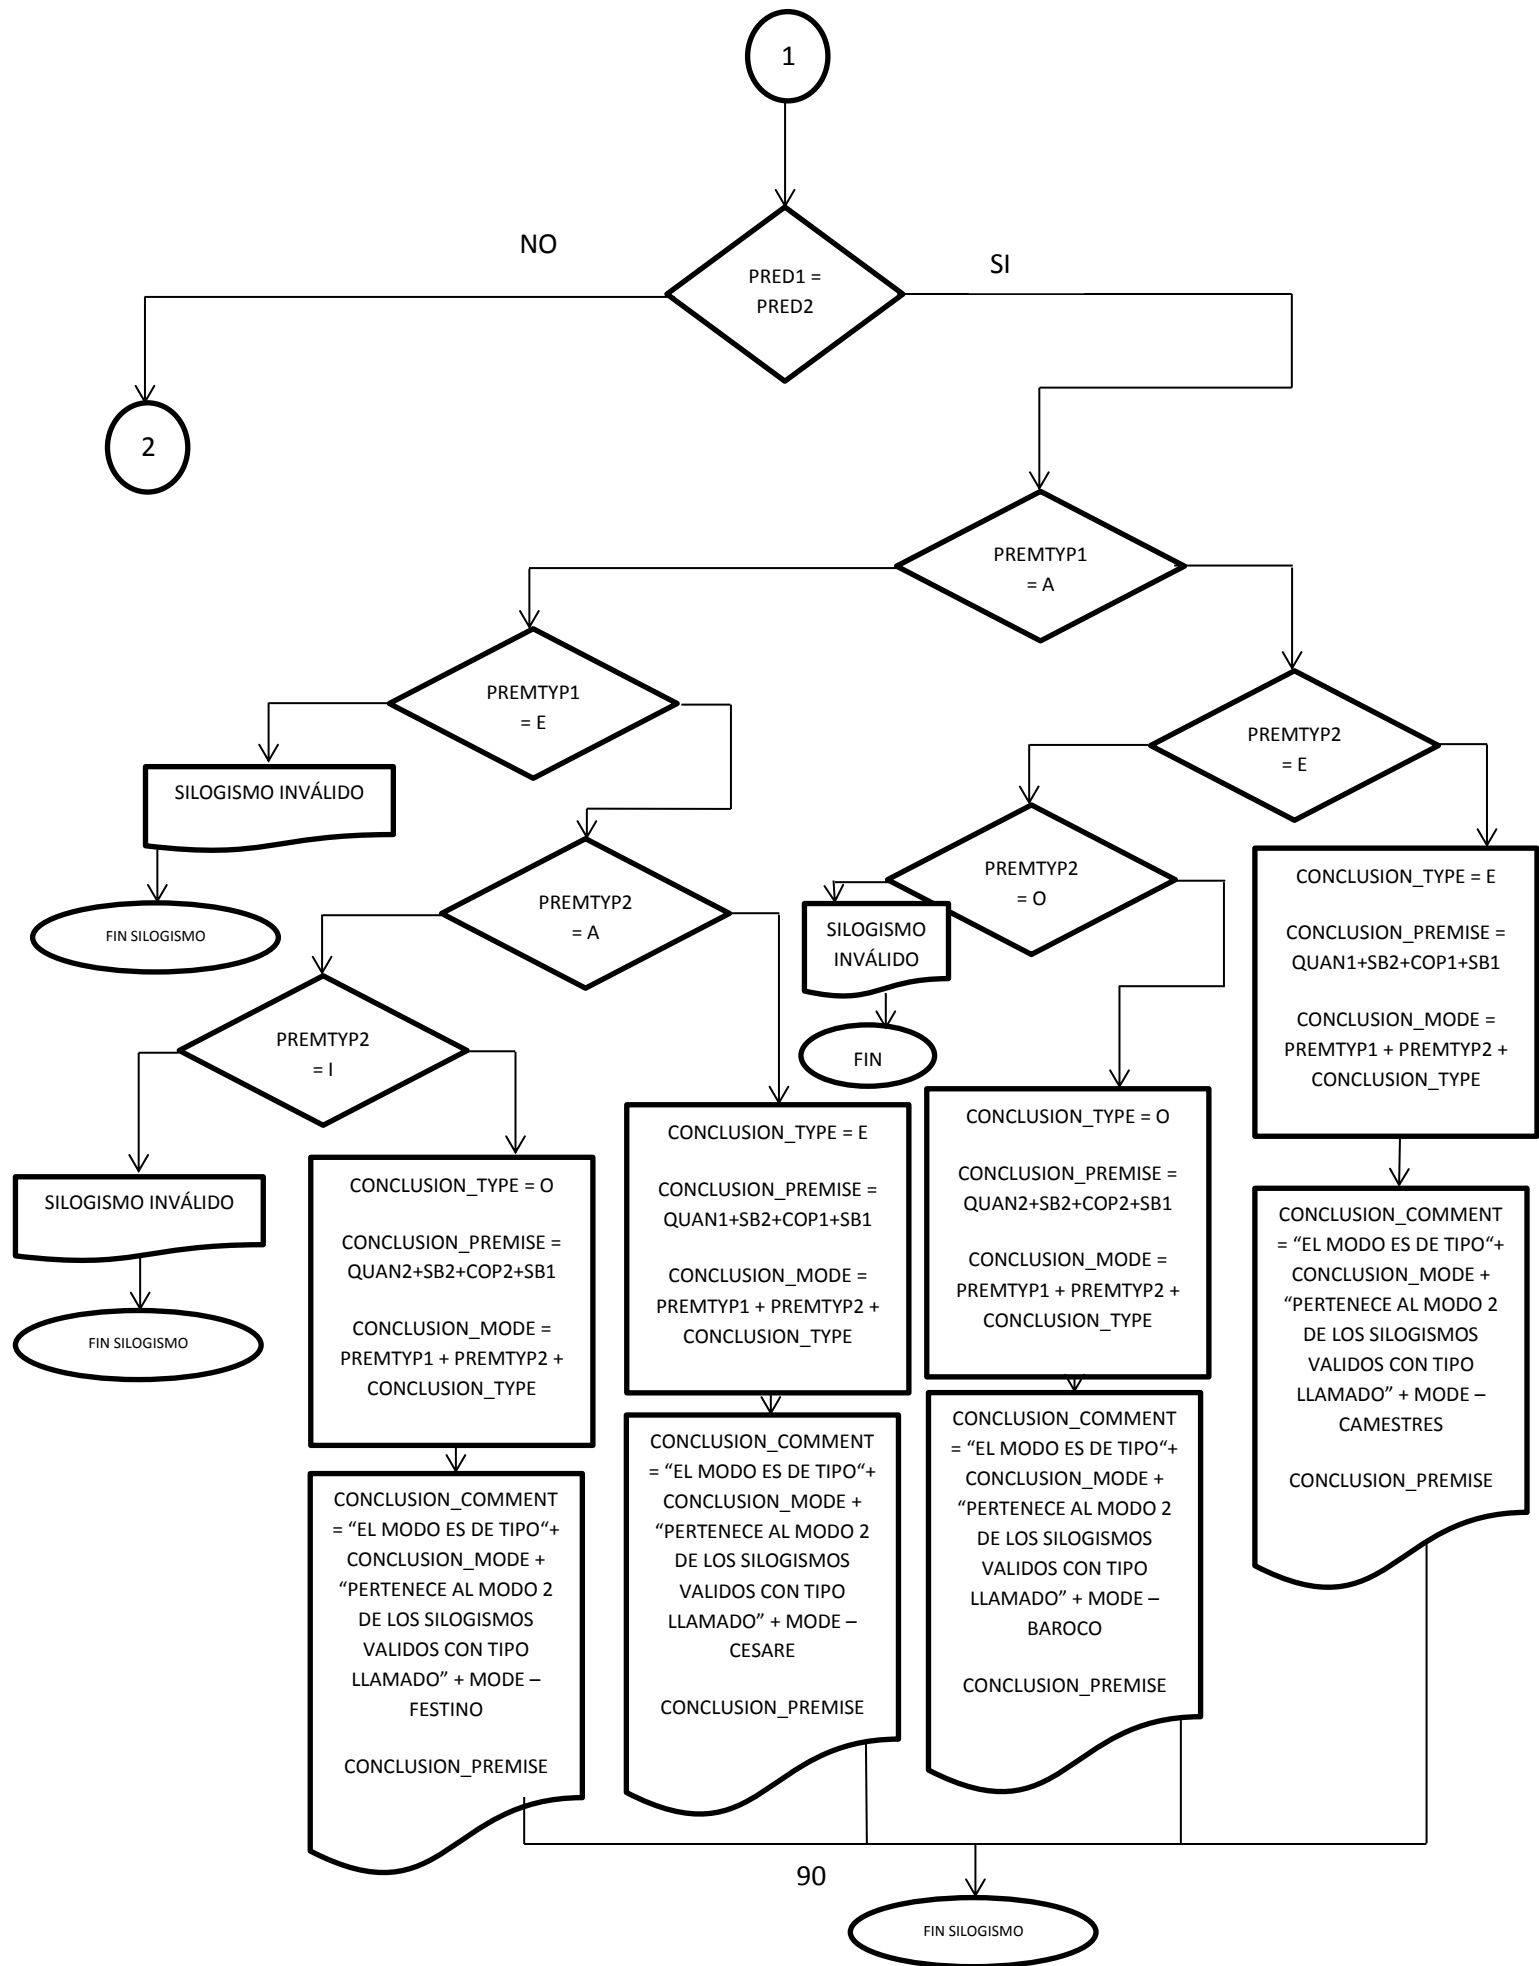 1
NO
SI
PRED1 =
PRED2
2
PREMTYP1
= A
PREMTYP1
= E
PREMTYP2
= E
SILOGISMO INVÁLIDO
FIN SILOGISMO
PREMTYP2
= A
PREMTYP2
= O
SILOGISMO
INVÁLIDO
FIN
CONCLUSION_TYPE = E
CONCLUSION_PREMISE =
QUAN1+SB2+COP1+SB1
CONCLUSION_MODE =
PREMTYP1 + PREMTYP2 +
CONCLUSION_TYPE
PREMTYP2
= I
SILOGISMO INVÁLIDO
FIN SILOGISMO
CONCLUSION_TYPE = O
CONCLUSION_PREMISE =
QUAN2+SB2+COP2+SB1
CONCLUSION_MODE =
PREMTYP1 + PREMTYP2 +
CONCLUSION_TYPE
CONCLUSION_TYPE = E
CONCLUSION_PREMISE =
QUAN1+SB2+COP1+SB1
CONCLUSION_MODE =
PREMTYP1 + PREMTYP2 +
CONCLUSION_TYPE
CONCLUSION_TYPE = O
CONCLUSION_PREMISE =
QUAN2+SB2+COP2+SB1
CONCLUSION_MODE =
PREMTYP1 + PREMTYP2 +
CONCLUSION_TYPE
CONCLUSION_COMMENT
= “EL MODO ES DE TIPO“+
CONCLUSION_MODE +
“PERTENECE AL MODO 2
DE LOS SILOGISMOS
VALIDOS CON TIPO
LLAMADO” + MODE –
CAMESTRES
CONCLUSION_PREMISE
CONCLUSION_COMMENT
= “EL MODO ES DE TIPO“+
CONCLUSION_MODE +
“PERTENECE AL MODO 2
DE LOS SILOGISMOS
VALIDOS CON TIPO
LLAMADO” + MODE –
FESTINO
CONCLUSION_PREMISE
CONCLUSION_COMMENT
= “EL MODO ES DE TIPO“+
CONCLUSION_MODE +
“PERTENECE AL MODO 2
DE LOS SILOGISMOS
VALIDOS CON TIPO
LLAMADO” + MODE –
CESARE
CONCLUSION_PREMISE
CONCLUSION_COMMENT
= “EL MODO ES DE TIPO“+
CONCLUSION_MODE +
“PERTENECE AL MODO 2
DE LOS SILOGISMOS
VALIDOS CON TIPO
LLAMADO” + MODE –
BAROCO
CONCLUSION_PREMISE
90
FIN SILOGISMO